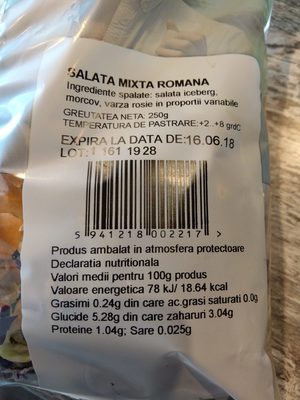 SALATA MIXTA ROMANA
Ingrediente spalate: salata iceberg,
morcov, varza rosie in proportii variabile
GREUTATEA NETA: 250g
TEMPERATURA DE PASTRARE:+2..+8 grdC
EXPIRA LA DATA DE:16.06.18
LOT: 1 161 1928
5 941218 002217 >
Produs ambalat in atmosfera protectoare
Declaratia nutritionala
Valori medii pentru 100g produs
Valoare energetica 78 kJ/ 18.64 kcal
Grasimi 0.24g din care ac.grasi saturati 0.0g
Glucide 5.28g din care zaharuri 3.04g
Proteine 1.04g; Sare 0.025g